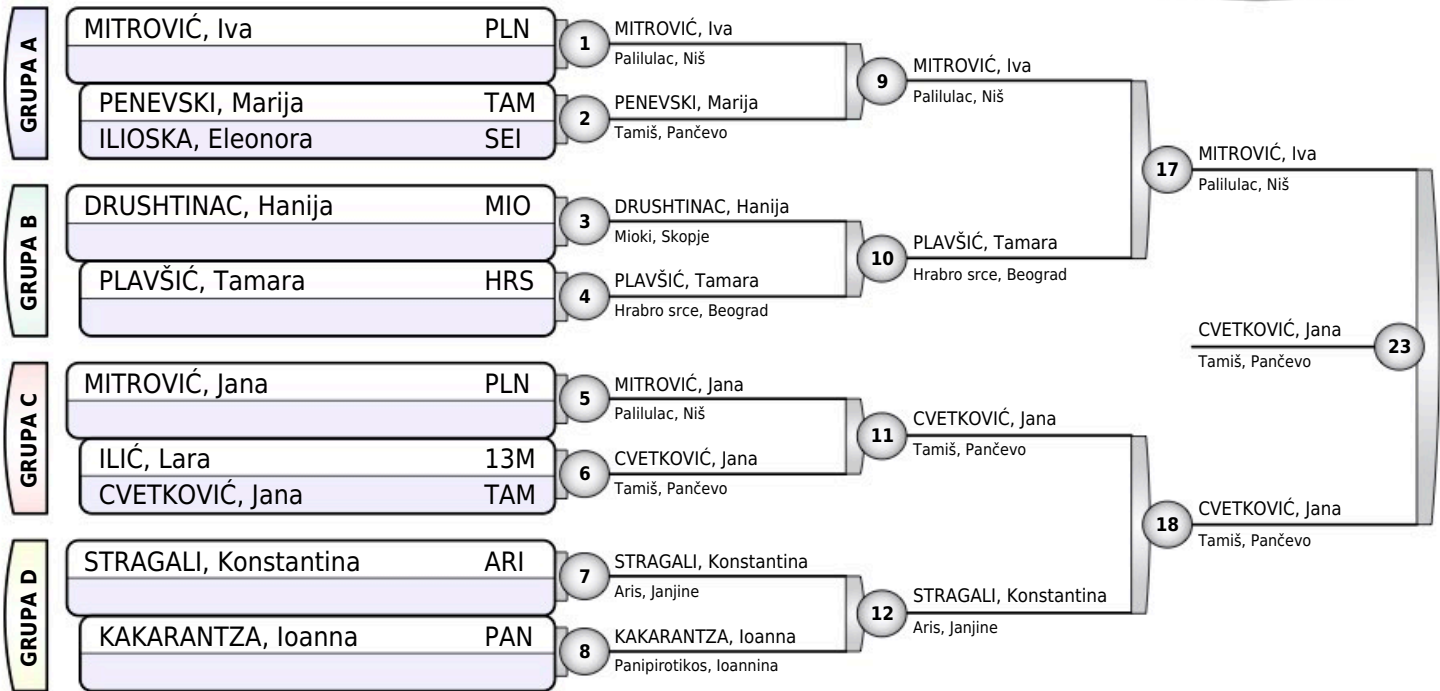 GRUPA A
MITROVIĆ, Iva PLN
PENEVSKI, Marija TAM
ILIOSKA, Eleonora SEI
GRUPA B
DRUSHTINAC, Hanija MIO
PLAVŠIĆ, Tamara HRS
GRUPA C
MITROVIĆ, Jana PLN
ILIĆ, Lara 13M
CVETKOVIĆ, Jana TAM
GRUPA D
STRAGALI, Konstantina ARI
KAKARANTZA, Ioanna PAN
1
MITROVIĆ, Iva
Palilulac, Niš
2
PENEVSKI, Marija
Tamiš, Pančevo
3
DRUSHTINAC, Hanija
Mioki, Skopje
4
PLAVŠIĆ, Tamara
Hrabro srce, Beograd
5
MITROVIĆ, Jana
Palilulac, Niš
6
CVETKOVIĆ, Jana
Tamiš, Pančevo
7
STRAGALI, Konstantina
Aris, Janjine
8
KAKARANTZA, Ioanna
Panipirotikos, Ioannina
9
MITROVIĆ, Iva
Palilulac, Niš
10
PLAVŠIĆ, Tamara
Hrabro srce, Beograd
11
CVETKOVIĆ, Jana
Tamiš, Pančevo
12
STRAGALI, Konstantina
Aris, Janjine
17
MITROVIĆ, Iva
Palilulac, Niš
18
CVETKOVIĆ, Jana
Tamiš, Pančevo
CVETKOVIĆ, Jana
Tamiš, Pančevo
23